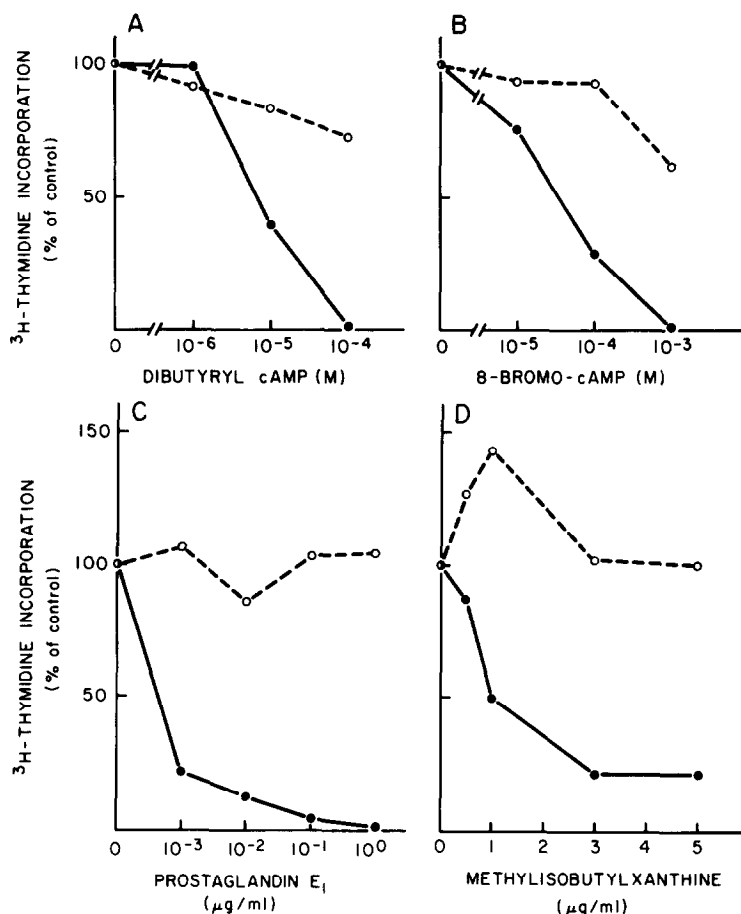 A
B
³H-THYMIDINE INCORPORATION
(% of control)
100
50
0
10⁻⁶
10⁻⁵
10⁻⁴
0
10⁻⁵
10⁻⁴
10⁻³
DIBUTYRYL cAMP (M)
8-BROMO-cAMP (M)
C
D
³H-THYMIDINE INCORPORATION
(% of control)
150
100
50
0
10⁻³
10⁻²
10⁻¹
10⁰
0
1
2
3
4
5
PROSTAGLANDIN E₁
(μg/ml)
METHYLISOBUTYLXANTHINE
(μg/ml)